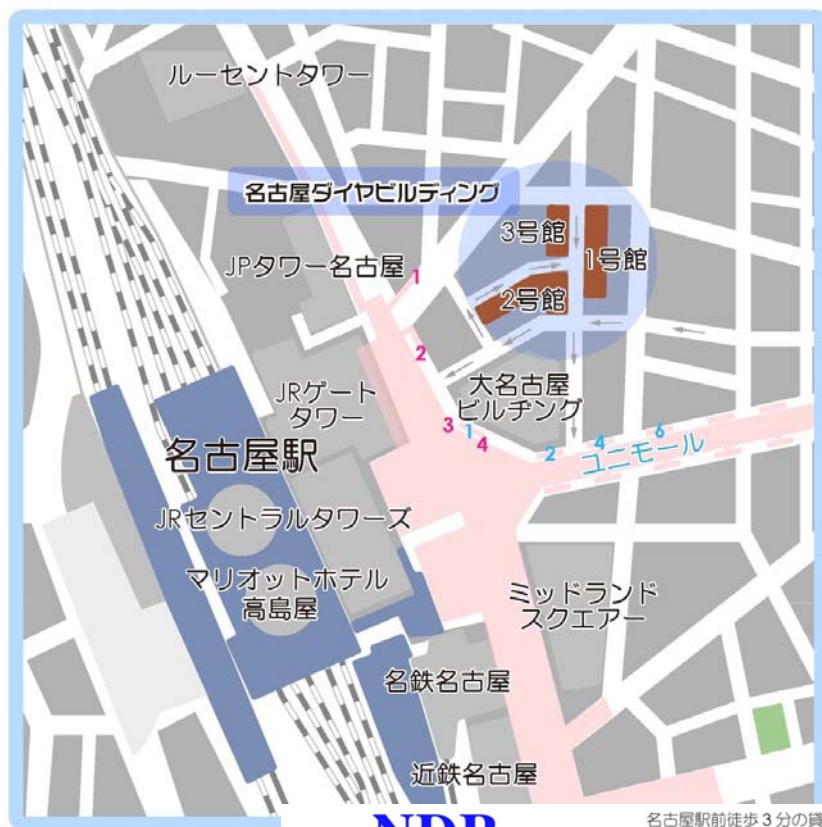 ルーセントタワー
名古屋ダイヤビルディング
3号館
1号館
JPタワー名古屋
1
2号館
2
JRゲート
タワー
大名古屋
ビルヂング
3
1
4
2
4
6
ユニモール
名古屋駅
JRセントラルタワーズ
マリオットホテル
高島屋
ミッドランド
スクエアー
名鉄名古屋
近鉄名古屋
NDB
名古屋駅前徒歩3分の貸